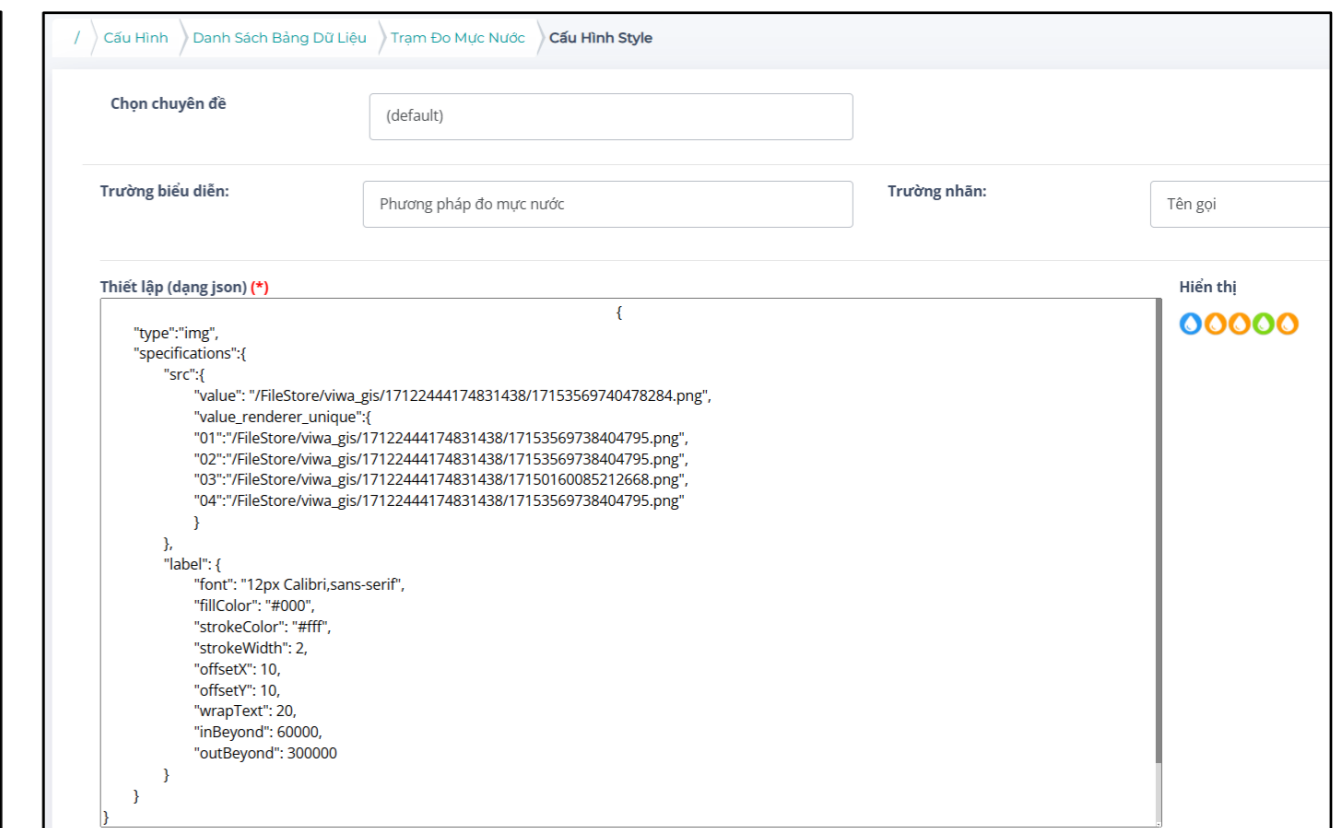 / Cấu Hình Danh Sách Bảng Dữ Liệu Trạm Đo Mực Nước Cấu Hình Style
Chọn chuyên đề (default)
Trường biểu diễn: Phương pháp đo mực nước Trường nhãn: Tên gọi
Thiết lập (dạng json) (*) Hiển thị
{
"type":"img",
"specifications":{
"src":{
"value": "/FileStore/viwa_gis/17122444174831438/17153569740478284.png",
"value_renderer_unique":{
"01":"/FileStore/viwa_gis/17122444174831438/17153569738404795.png",
"02":"/FileStore/viwa_gis/17122444174831438/17153569738404795.png",
"03":"/FileStore/viwa_gis/17122444174831438/17150160085212668.png",
"04":"/FileStore/viwa_gis/17122444174831438/17153569738404795.png"
}
},
"label": {
"font": "12px Calibri,sans-serif",
"fillColor": "#000",
"strokeColor": "#fff",
"strokeWidth": 2,
"offsetX": 10,
"offsetY": 10,
"wrapText": 20,
"inBeyond": 60000,
"outBeyond": 300000
}
}
}